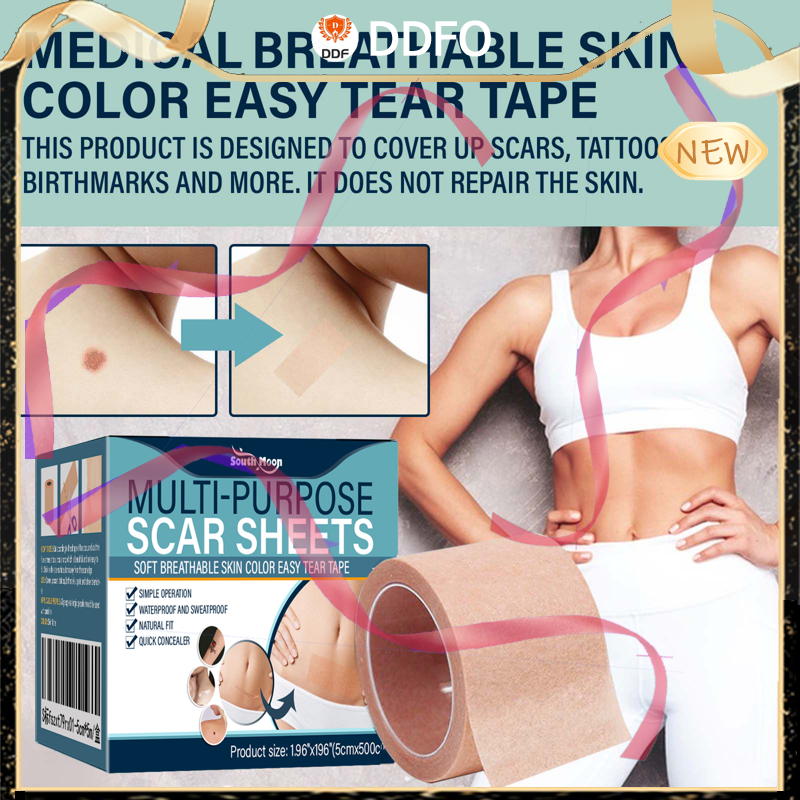 DDFO
DDF
MEDICAL BREATHABLE SKIN
COLOR EASY TEAR TAPE
THIS PRODUCT IS DESIGNED TO COVER UP SCARS, TATTOOS
BIRTHMARKS AND MORE. IT DOES NOT REPAIR THE SKIN.
NEW
South Moon
MULTI-PURPOSE
SCAR SHEETS
SOFT BREATHABLE SKIN COLOR EASY TEAR TAPE
SIMPLE OPERATION
WATERPROOF AND SWEATPROOF
NATURAL FIT
QUICK CONCEALER
Product size: 1.96"x196"(5cmx500c